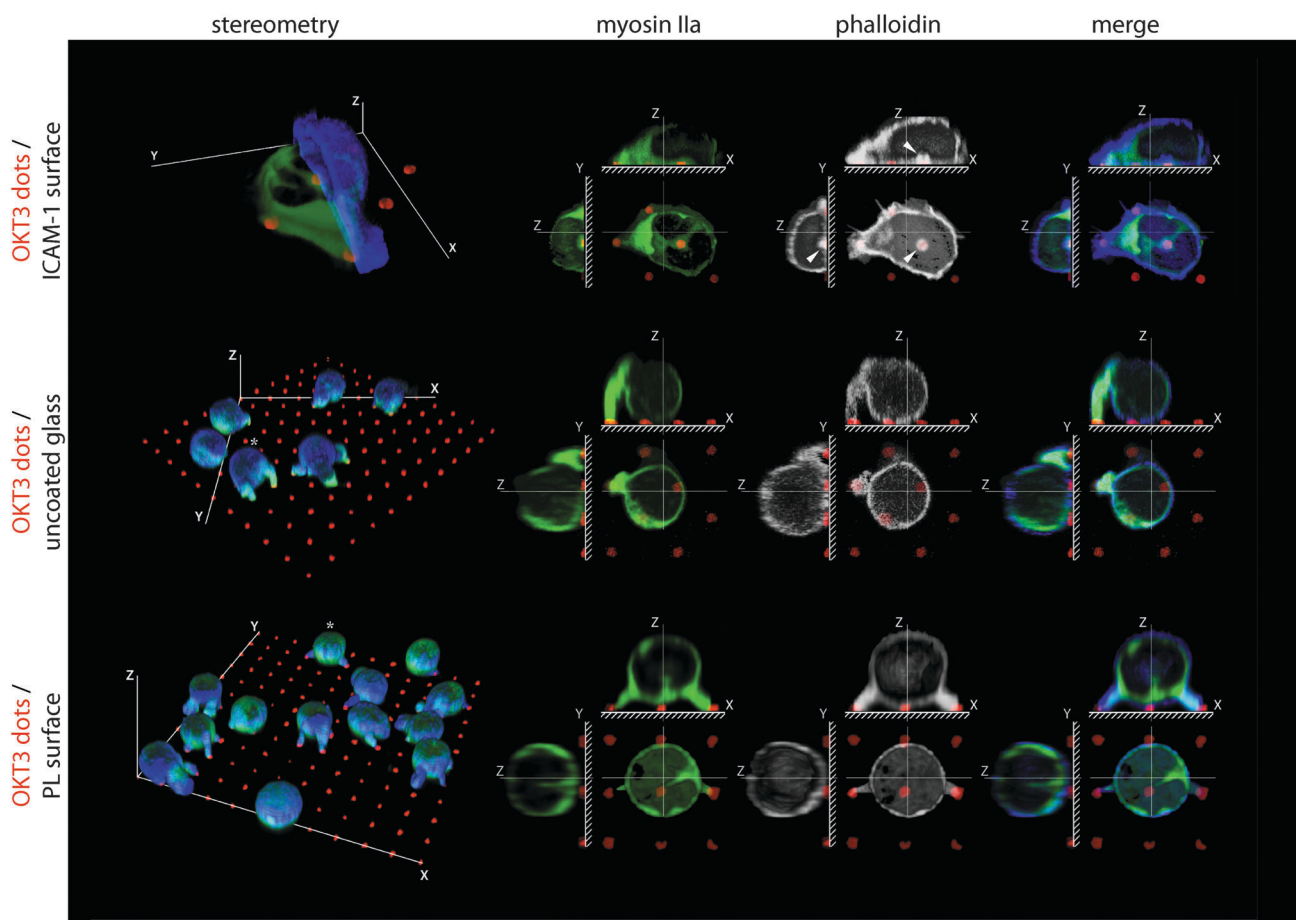 stereometry myosin IIa phalloidin merge
OKT3 dots /
ICAM-1 surface
Z
Y
X
Z
X
Y
Z
Z
X
Y
Z
Z
X
Y
Z
OKT3 dots /
uncoated glass
Z
X
*
Y
Z
X
Y
Z
Z
X
Y
Z
Z
X
Y
Z
OKT3 dots /
PL surface
Y
*
Z
X
Z
X
Y
Z
Z
X
Y
Z
Z
X
Y
Z